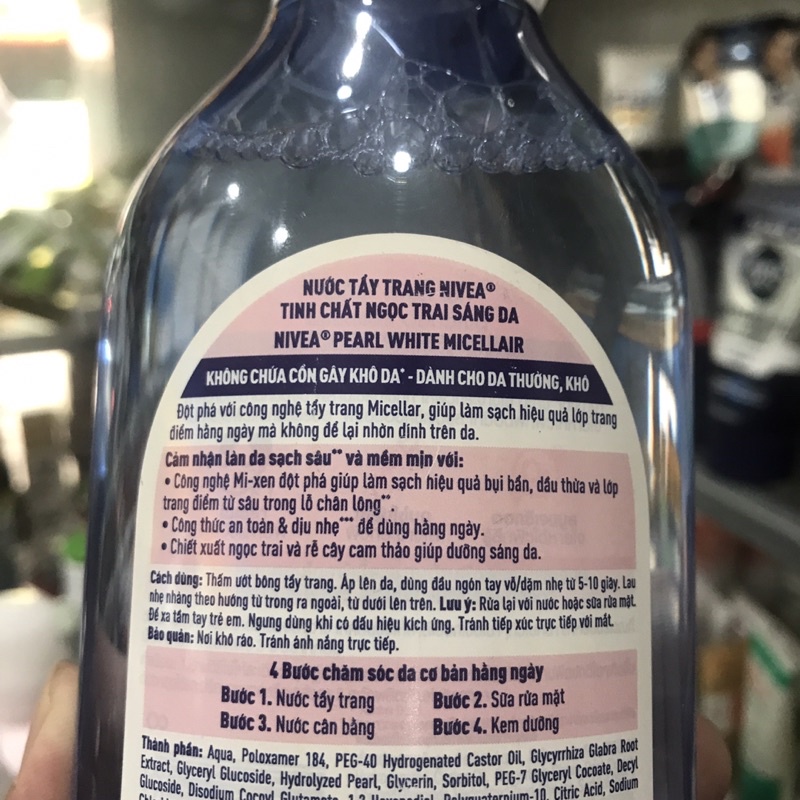 NƯỚC TẨY TRANG NIVEA®
TINH CHẤT NGỌC TRAI SÁNG DA
NIVEA® PEARL WHITE MICELLAIR
KHÔNG CHỨA CỒN GÂY KHÔ DA* - DÀNH CHO DA THƯỜNG, KHÔ
Đột phá với công nghệ tẩy trang Micellar, giúp làm sạch hiệu quả lớp trang
điểm hằng ngày mà không để lại nhờn dính trên da.
Cảm nhận làn da sạch sâu** và mềm mịn với:
• Công nghệ Mi-xen đột phá giúp làm sạch hiệu quả bụi bẩn, dầu thừa và lớp
trang điểm từ sâu trong lỗ chân lông**.
• Công thức an toàn & dịu nhẹ*** để dùng hằng ngày.
• Chiết xuất ngọc trai và rễ cây cam thảo giúp dưỡng sáng da.
Cách dùng: Thấm ướt bông tẩy trang. Áp lên da, dùng đầu ngón tay vỗ/dặm nhẹ từ 5-10 giây. Lau
nhẹ nhàng theo hướng từ trong ra ngoài, từ dưới lên trên. Lưu ý: Rửa lại với nước hoặc sữa rửa mặt.
Để xa tầm tay trẻ em. Ngưng dùng khi có dấu hiệu kích ứng. Tránh tiếp xúc trực tiếp với mắt.
Bảo quản: Nơi khô ráo. Tránh ánh nắng trực tiếp.
4 Bước chăm sóc da cơ bản hằng ngày
Bước 1. Nước tẩy trang Bước 2. Sữa rửa mặt
Bước 3. Nước cân bằng Bước 4. Kem dưỡng
Thành phần: Aqua, Poloxamer 184, PEG-40 Hydrogenated Castor Oil, Glycyrrhiza Glabra Root
Extract, Glyceryl Glucoside, Hydrolyzed Pearl, Glycerin, Sorbitol, PEG-7 Glyceryl Cocoate, Decyl
Glucoside, Disodium Cocoyl Glutamate, 1,2-Hexanediol, Polyquaternium-10, Citric Acid, Sodium